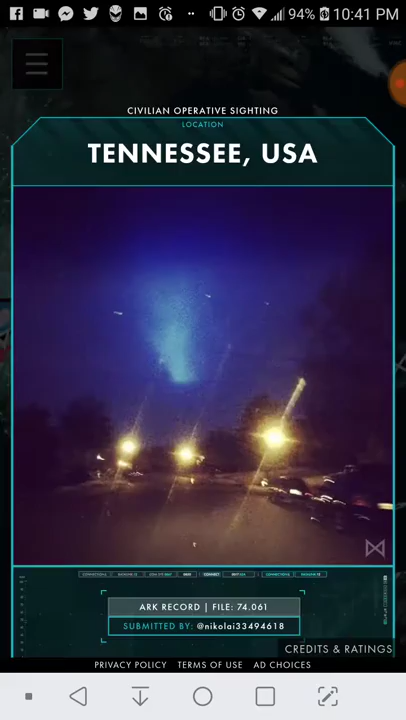 94% 10:41 PM
CIVILIAN OPERATIVE SIGHTING
LOCATION
TENNESSEE, USA
ARK RECORD | FILE: 74.061
SUBMITTED BY: @nikolai33494618
CREDITS & RATINGS
PRIVACY POLICY TERMS OF USE AD CHOICES